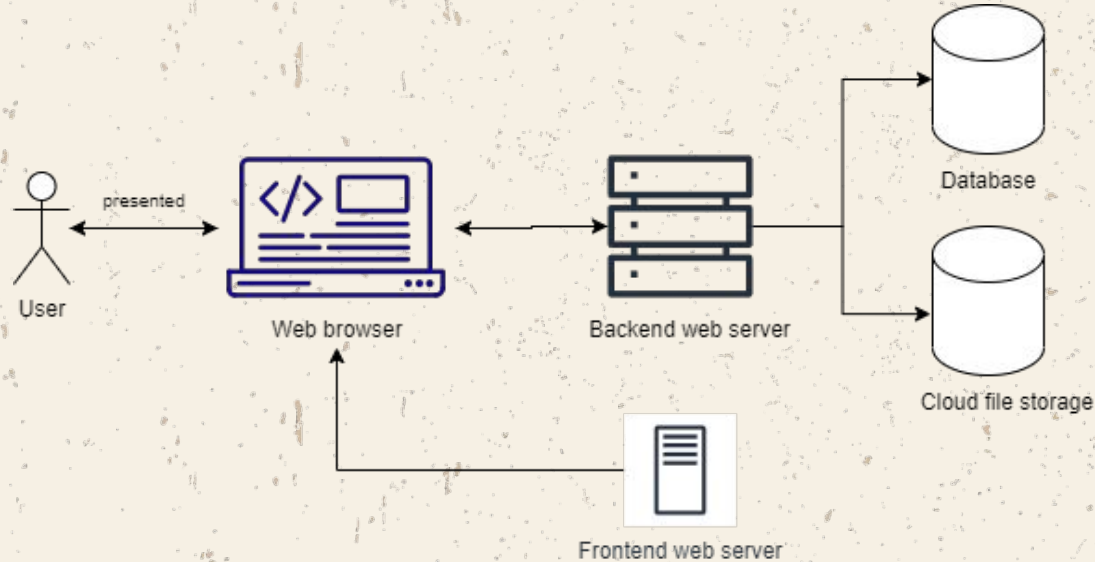 Database
presented
User
Web browser
Backend web server
Cloud file storage
Frontend web server